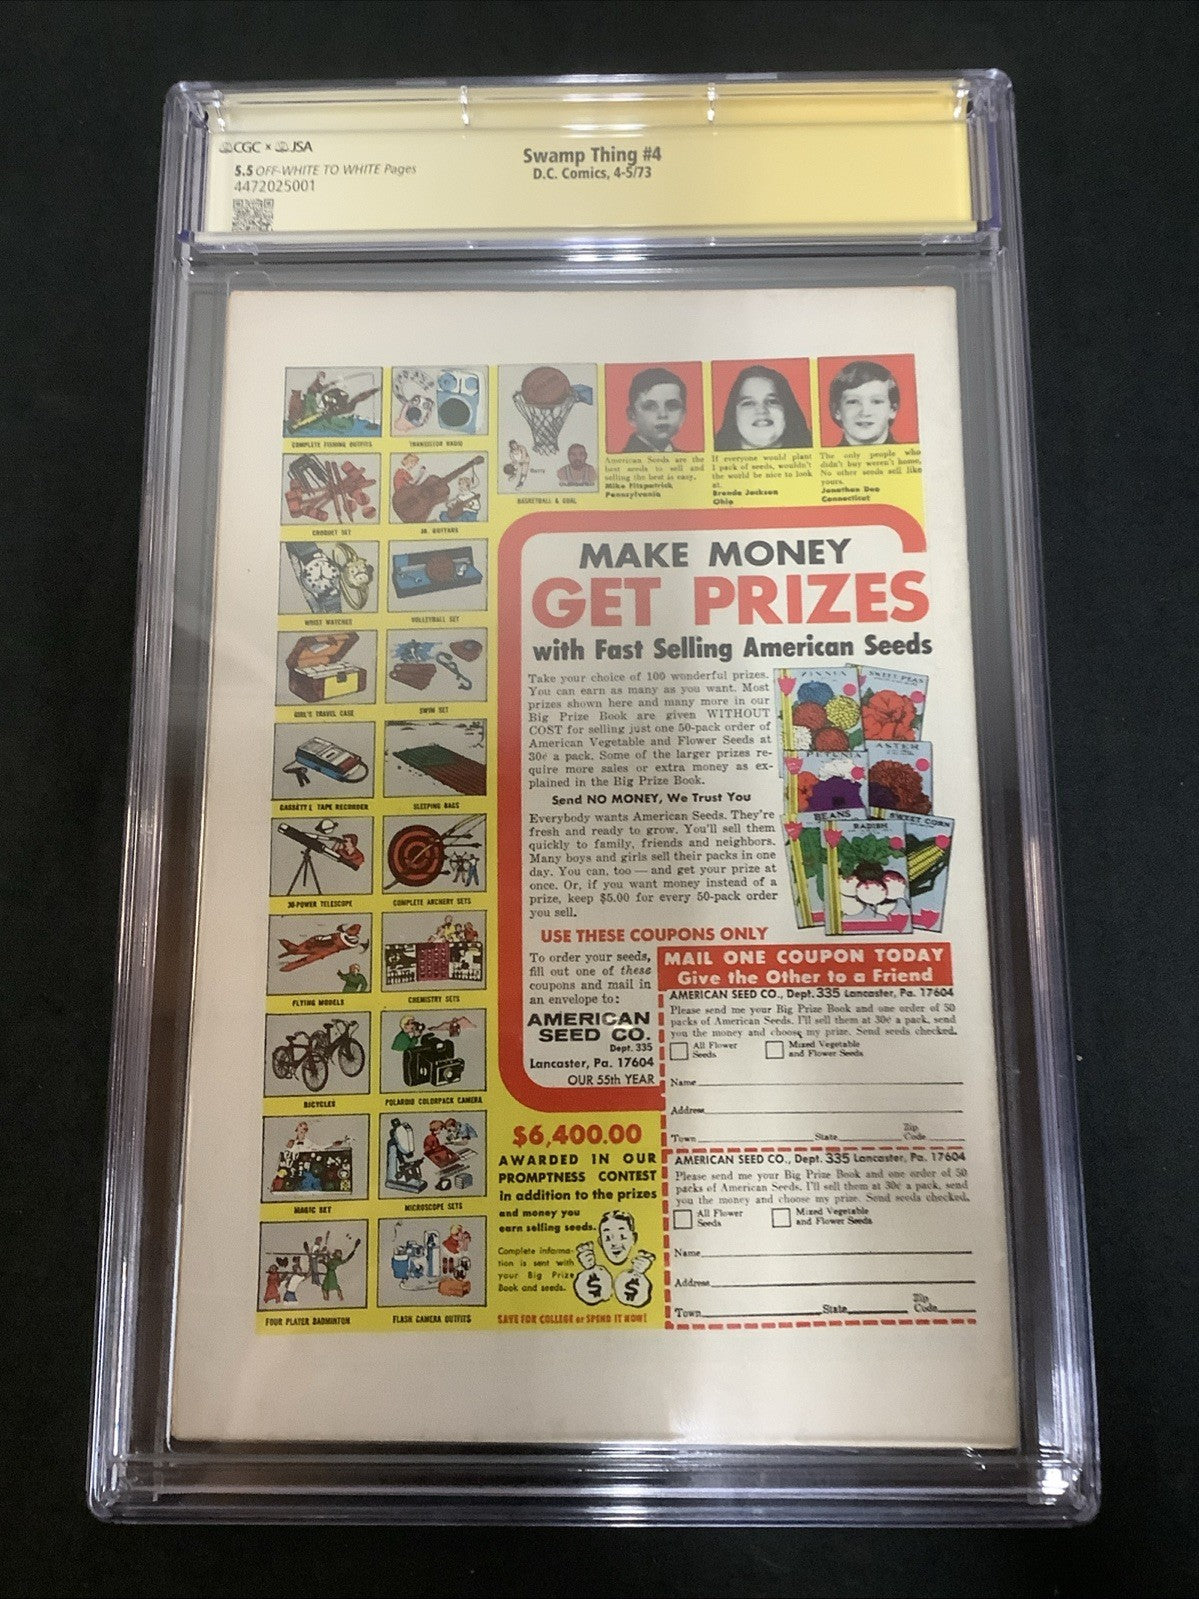 CGC × JSA
5.5 OFF-WHITE TO WHITE Pages
4472025001
Swamp Thing #4
D.C. Comics, 4-5/73
COMPLETE FISHING OUTFITS
TRANSISTOR RADIO
CROQUET SET
JR. GUITARS
WRIST WATCHES
VOLLEYBALL SET
GIRL'S TRAVEL CASE
SWIM SET
CASSETTE TAPE RECORDER
SLEEPING BAGS
30-POWER TELESCOPE
COMPLETE ARCHERY SETS
FLYING MODELS
CHEMISTRY SETS
BICYCLES
POLAROID COLORPACK CAMERA
MAGIC SET
MICROSCOPE SETS
FOUR PLAYER BADMINTON
FLASH CAMERA OUTFITS
Barry
BASKETBALL & GOAL
American Seeds are the
best seeds to sell and
selling the best is easy.
Mike Fitzpatrick
Pennsylvania
If everyone would plant
1 pack of seeds, wouldn't
the world be nice to look
at.
Brenda Jackson
Ohio
The only people who
didn't buy weren't home.
No other seeds sell like
yours.
Jonathan Dee
Connecticut
MAKE MONEY
GET PRIZES
with Fast Selling American Seeds
Take your choice of 100 wonderful prizes.
You can earn as many as you want. Most
prizes shown here and many more in our
Big Prize Book are given WITHOUT
COST for selling just one 50-pack order of
American Vegetable and Flower Seeds at
30¢ a pack. Some of the larger prizes re-
quire more sales or extra money as ex-
plained in the Big Prize Book.
Send NO MONEY, We Trust You
Everybody wants American Seeds. They're
fresh and ready to grow. You'll sell them
quickly to family, friends and neighbors.
Many boys and girls sell their packs in one
day. You can, too — and get your prize at
once. Or, if you want money instead of a
prize, keep $5.00 for every 50-pack order
you sell.
ZINNIA
SWEET PEAS
PETUNIA
ASTER
BEANS
RADISH
SWEET CORN
USE THESE COUPONS ONLY
To order your seeds,
fill out one of these
coupons and mail in
an envelope to:
AMERICAN
SEED CO.
Dept. 335
Lancaster, Pa. 17604
OUR 55th YEAR
MAIL ONE COUPON TODAY
Give the Other to a Friend
AMERICAN SEED CO., Dept. 335 Lancaster, Pa. 17604
Please send me your Big Prize Book and one order of 50
packs of American Seeds. I'll sell them at 30¢ a pack, send
you the money and choose my prize. Send seeds checked.
All Flower
Seeds
Mixed Vegetable
and Flower Seeds
Name
Address
Town State Zip Code
AMERICAN SEED CO., Dept. 335 Lancaster, Pa. 17604
Please send me your Big Prize Book and one order of 50
packs of American Seeds. I'll sell them at 30¢ a pack, send
you the money and choose my prize. Send seeds checked.
All Flower
Seeds
Mixed Vegetable
and Flower Seeds
Name
Address
Town State Zip Code
$6,400.00
AWARDED IN OUR
PROMPTNESS CONTEST
in addition to the prizes
and money you
earn selling seeds.
Complete informa-
tion is sent with
your Big Prize
Book and seeds.
$ $
SAVE FOR COLLEGE or SPEND IT NOW!